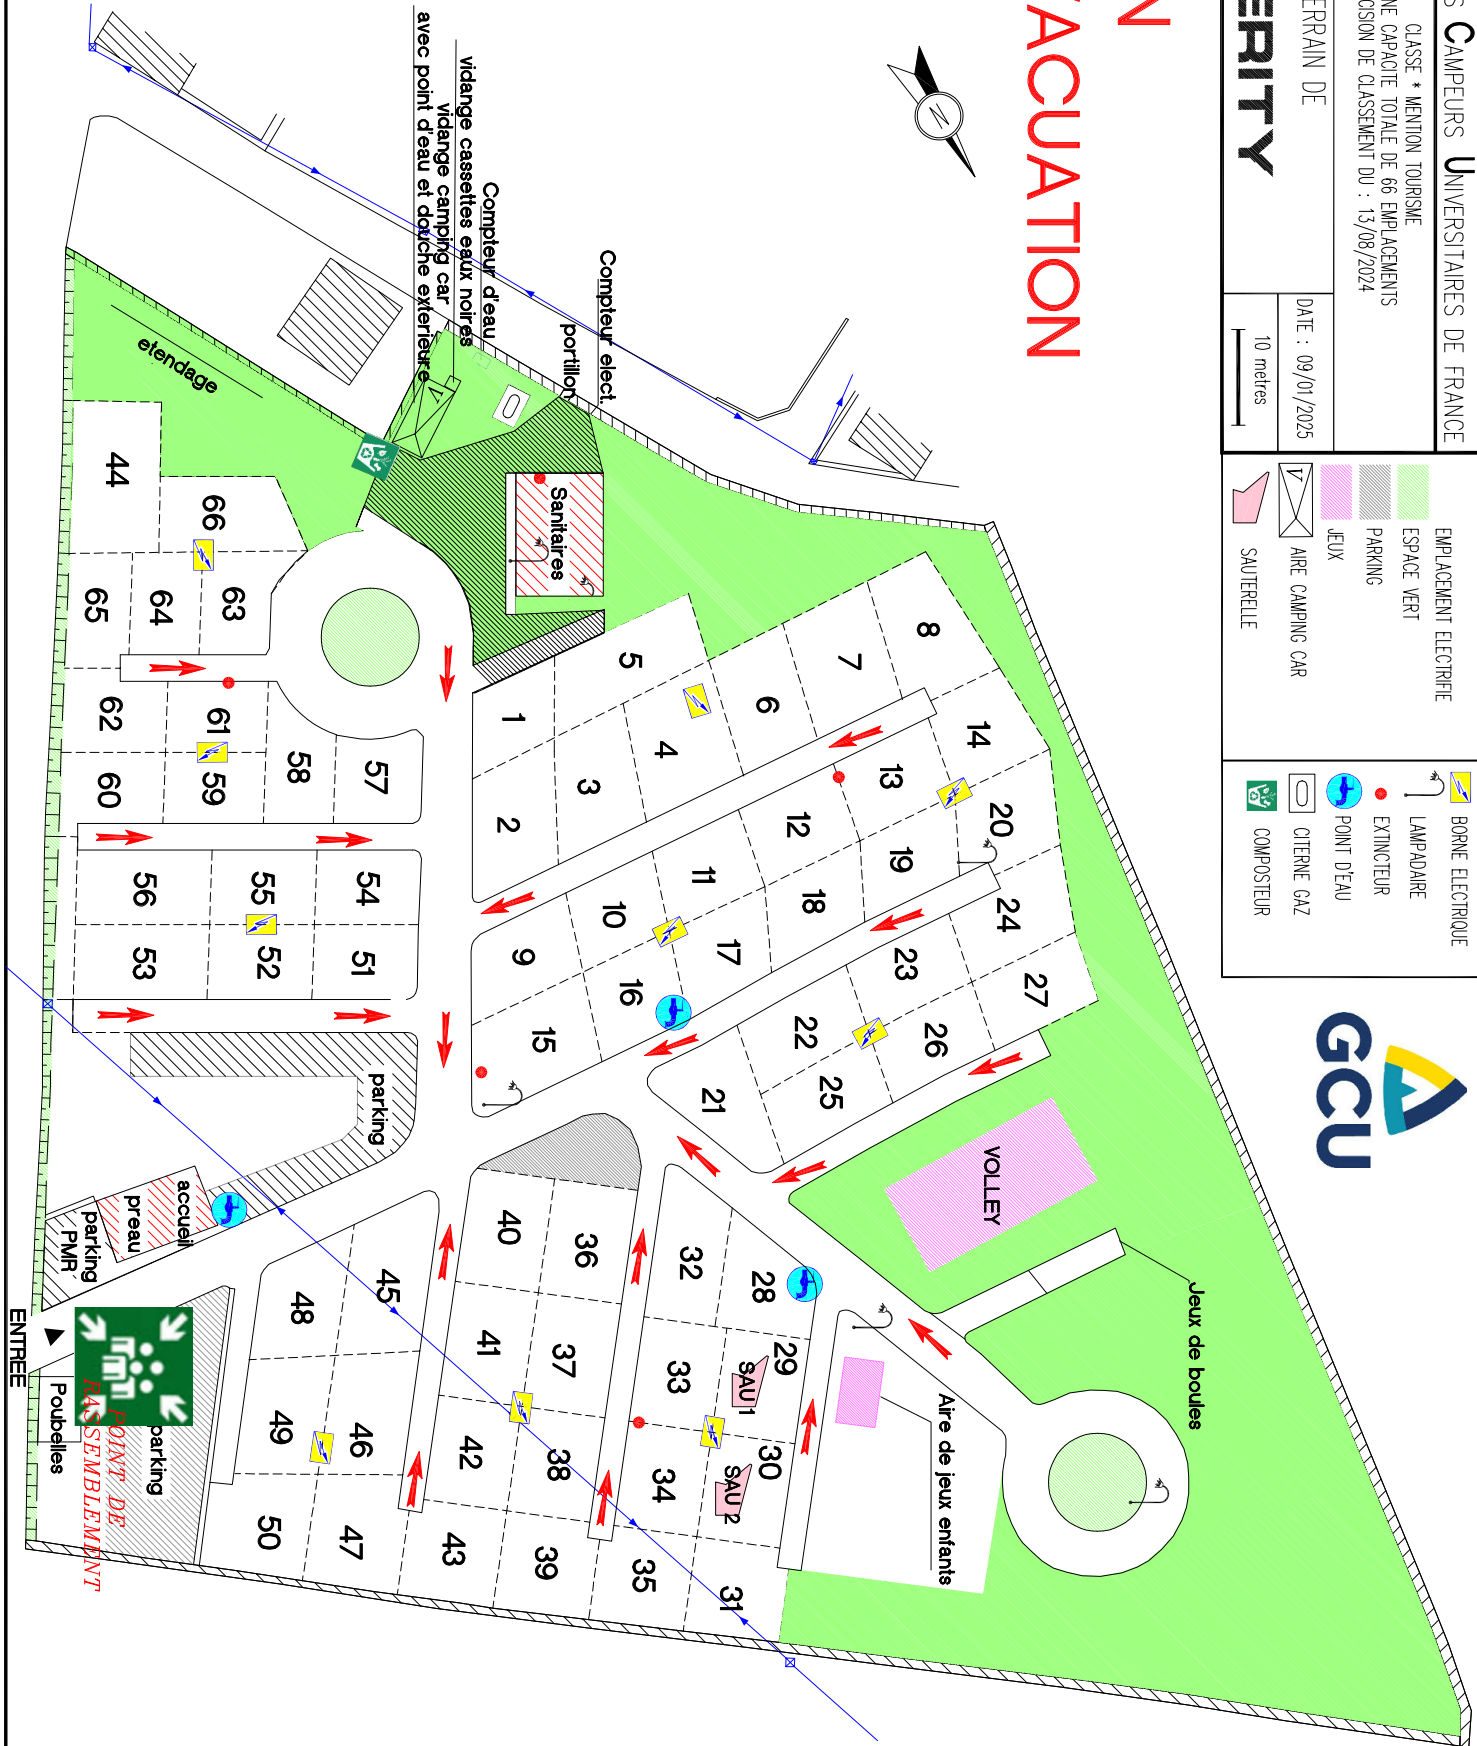 S CAMPEURS UNIVERSITAIRES DE FRANCE
CLASSE * MENTION TOURISME
NE CAPACITE TOTALE DE 66 EMPLACEMENTS
CISION DE CLASSEMENT DU : 13/08/2024
ERRAIN DE
ERITY
DATE : 09/01/2025
10 metres
N
'ACUATION
EMPLACEMENT ELECTRIFIE
ESPACE VERT
PARKING
JEUX
V
AIRE CAMPING CAR
SAUTERELLE
BORNE ELECTRIQUE
LAMPADAIRE
EXTINCTEUR
POINT D'EAU
CITERNE GAZ
COMPOSTEUR
GCU
N
Compteur elect.
portillon
Compteur d'eau
vidange cassettes eaux noires
vidange camping car
avec point d'eau et douche exterieure
V
etendage
Sanitaires
8
7
6
5
4
3
1
2
14
13
12
11
10
9
20
19
18
17
16
15
24
23
22
21
27
26
25
44
66
63
64
65
62
61
58
57
60
59
56
55
54
53
52
51
VOLLEY
Jeux de boules
Aire de jeux enfants
parking
accueil
preau
parking
PMR
ENTREE
Poubelles
parking
POINT DE
RASSEMBLEMENT
40
36
32
28
29
SAU 1
41
37
33
30
SAU 2
42
38
34
43
39
35
31
45
48
46
49
47
50